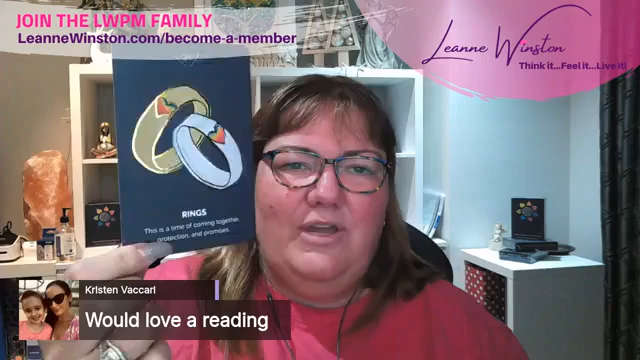 JOIN THE LWPM FAMILY
LeanneWinston.com/become-a-member
Leanne Winston
Think it...Feel it...Live it!
RINGS
This is a time of coming together,
protection, and promises.
Kristen Vaccari
Would love a reading